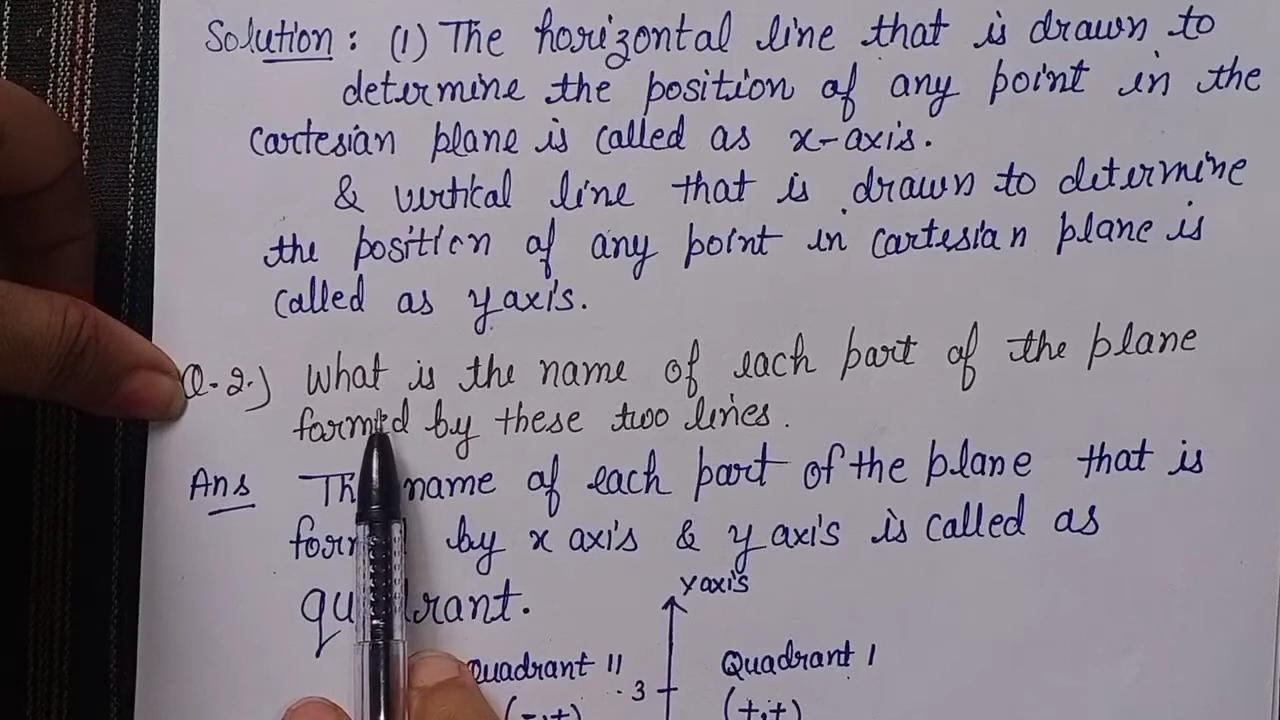 Solution : (1) The horizontal line that is drawn to
determine the position of any point in the
cartesian plane is called as x-axis.
& vertical line that is drawn to determine
the position of any point in cartesian plane is
called as y axis.
Q.2.) What is the name of each part of the plane
formed by these two lines.
Ans The name of each part of the plane that is
formed by x axis & y axis is called as
quadrant.
y axis
Quadrant II Quadrant I
3
(-,+) (+,+)